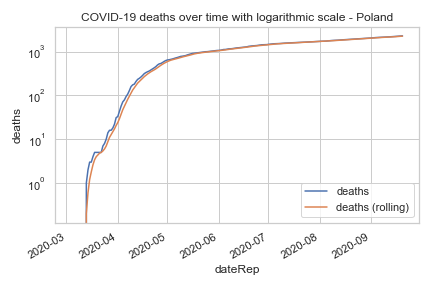 COVID-19 deaths over time with logarithmic scale - Poland
deaths
10³
10²
10¹
10⁰
deaths
deaths (rolling)
2020-03
2020-04
2020-05
2020-06
2020-07
2020-08
2020-09
dateRep